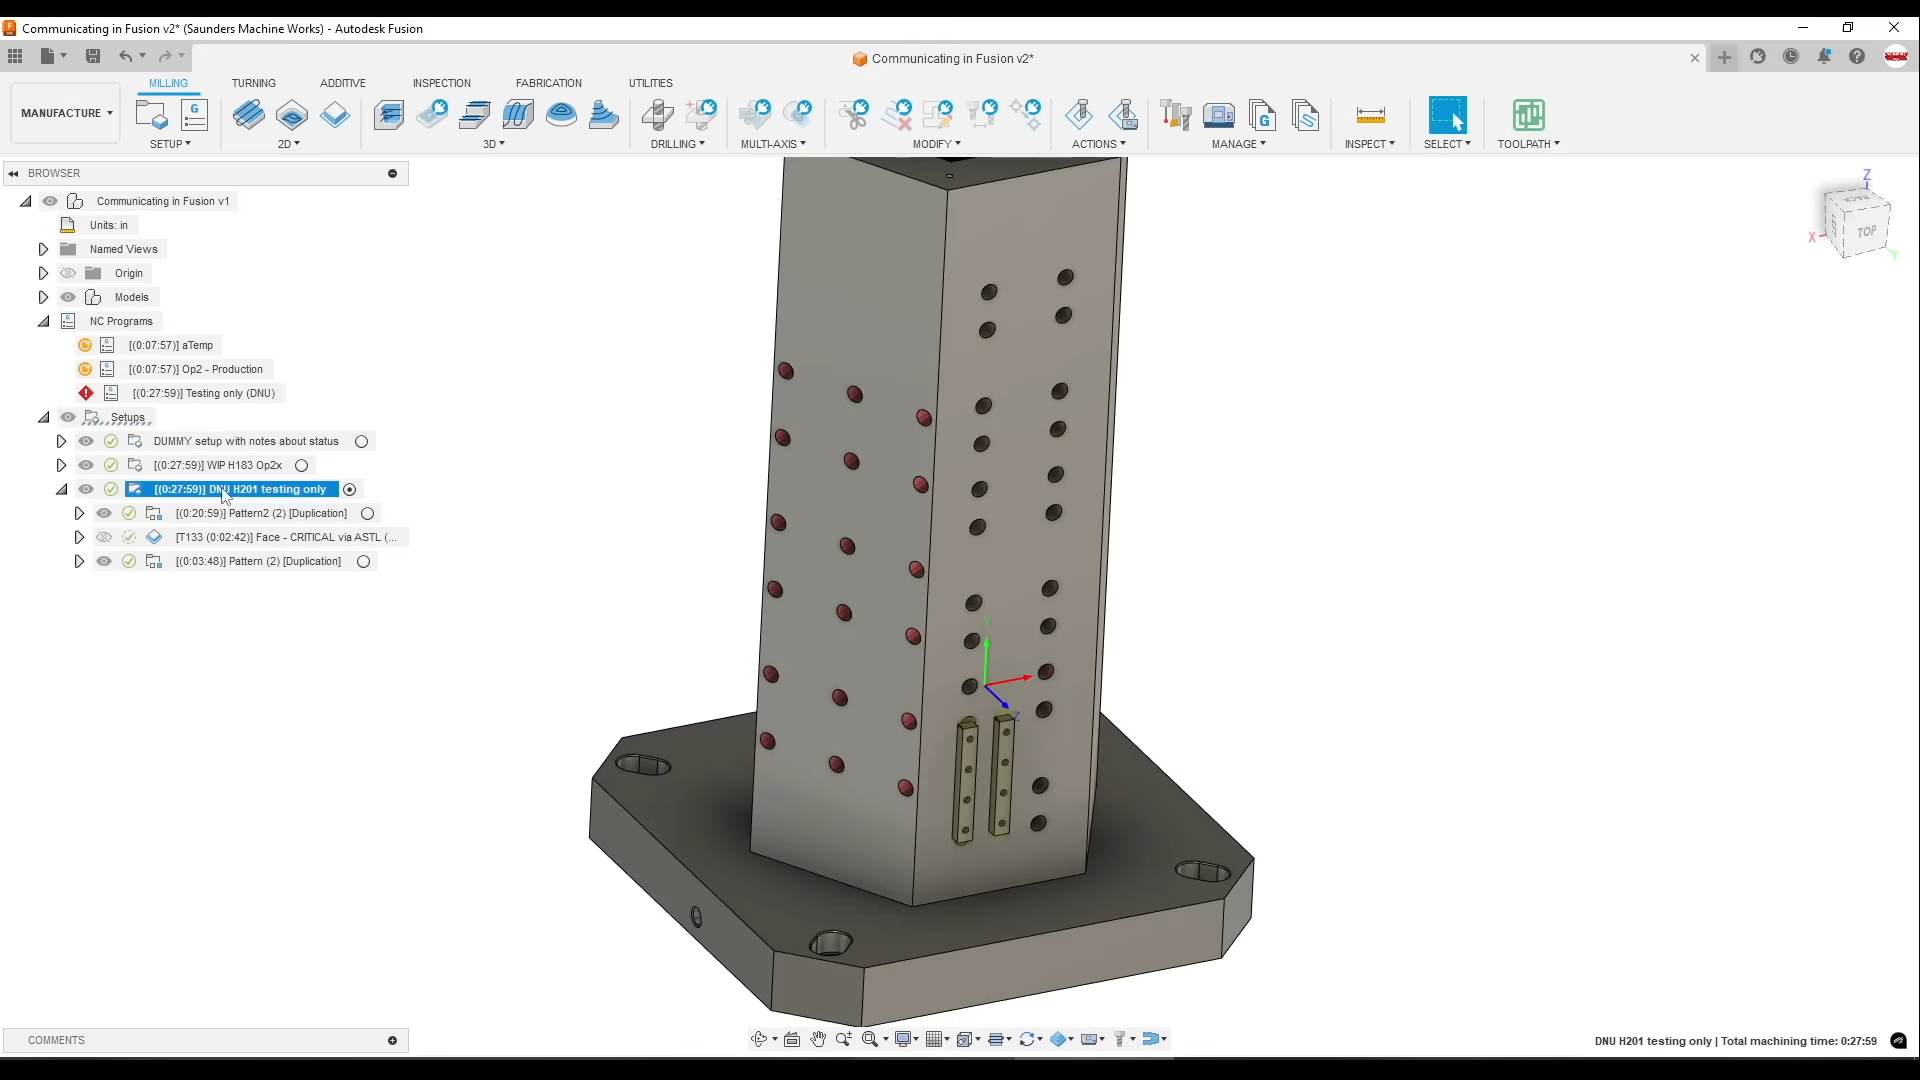 Communicating in Fusion v2* (Saunders Machine Works) - Autodesk Fusion
Communicating in Fusion v2*
MANUFACTURE
MILLING
TURNING
ADDITIVE
INSPECTION
FABRICATION
UTILITIES
SETUP
2D
3D
DRILLING
MULTI-AXIS
MODIFY
ACTIONS
MANAGE
INSPECT
SELECT
TOOLPATH
BROWSER
Communicating in Fusion v1
Units: in
Named Views
Origin
Models
NC Programs
[(0:07:57)] aTemp
[(0:07:57)] Op2 - Production
[(0:27:59)] Testing only (DNU)
Setups
DUMMY setup with notes about status
[(0:27:59)] WIP H183 Op2x
[(0:27:59)] DNU H201 testing only
[(0:20:59)] Pattern2 (2) [Duplication]
[T133 (0:02:42)] Face - CRITICAL via ASTL (...
[(0:03:48)] Pattern (2) [Duplication]
Z
X
Y
BACK
TOP
Y
Z
COMMENTS
DNU H201 testing only | Total machining time: 0:27:59